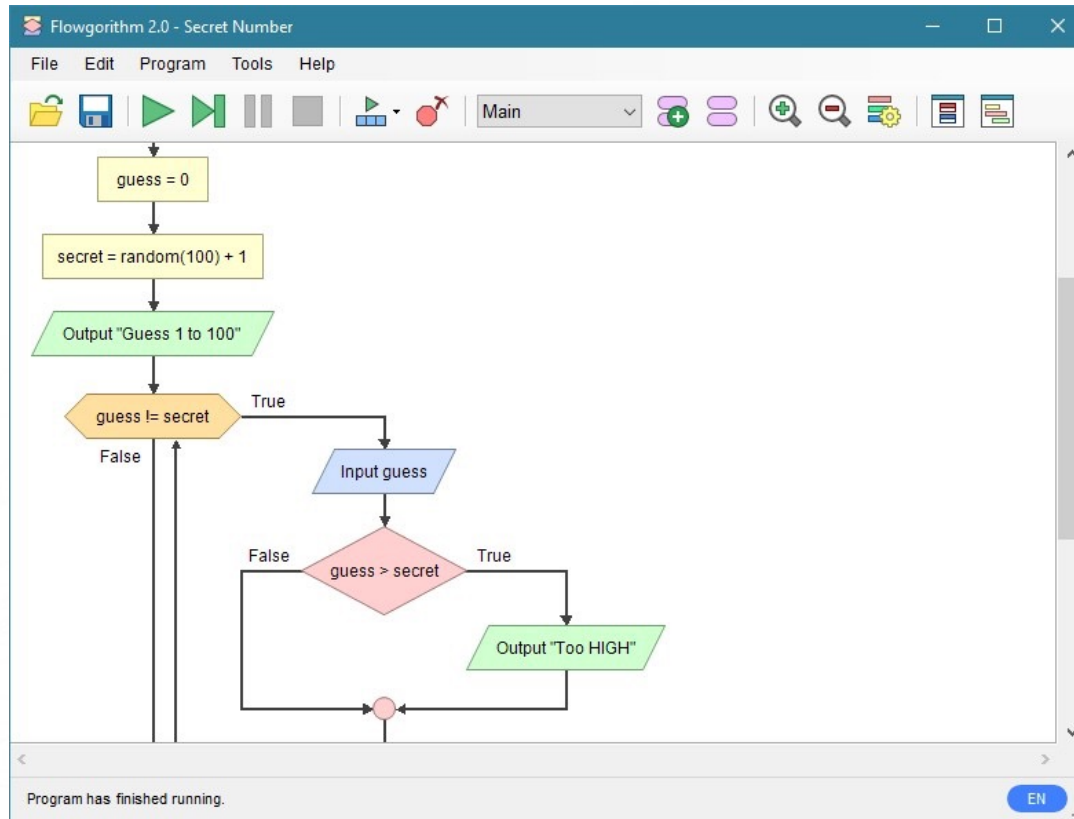 Flowgorithm 2.0 - Secret Number
File Edit Program Tools Help
Main
guess = 0
secret = random(100) + 1
Output "Guess 1 to 100"
guess != secret
True
False
Input guess
False
guess > secret
True
Output "Too HIGH"
Program has finished running.
EN